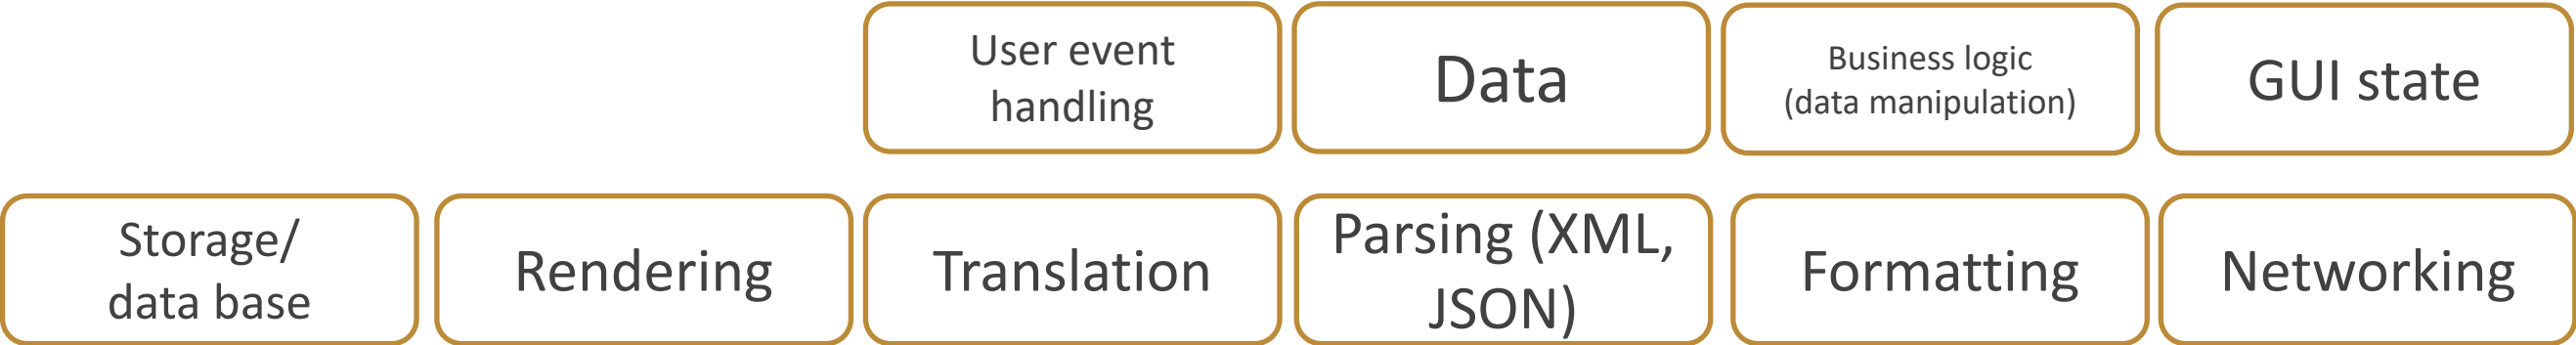 User event
handling
Data
Business logic
(data manipulation)
GUI state
Storage/
data base
Rendering
Translation
Parsing (XML,
JSON)
Formatting
Networking